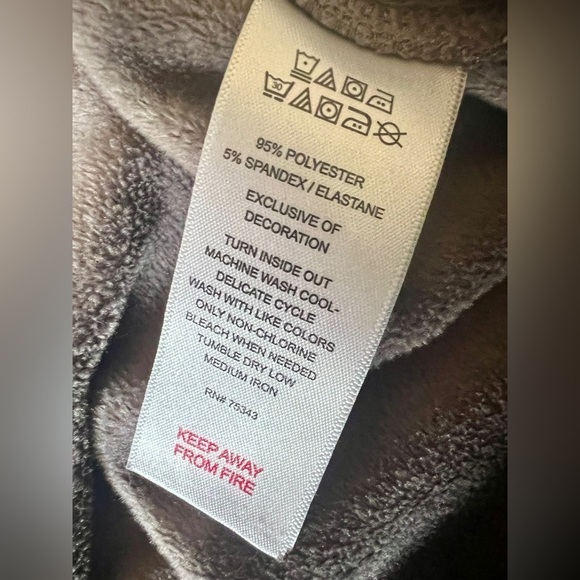 30
95% POLYESTER
5% SPANDEX / ELASTANE
EXCLUSIVE OF
DECORATION
TURN INSIDE OUT
MACHINE WASH COOL-
DELICATE CYCLE
WASH WITH LIKE COLORS
ONLY NON-CHLORINE
BLEACH WHEN NEEDED
TUMBLE DRY LOW
MEDIUM IRON
RN# 75343
KEEP AWAY
FROM FIRE